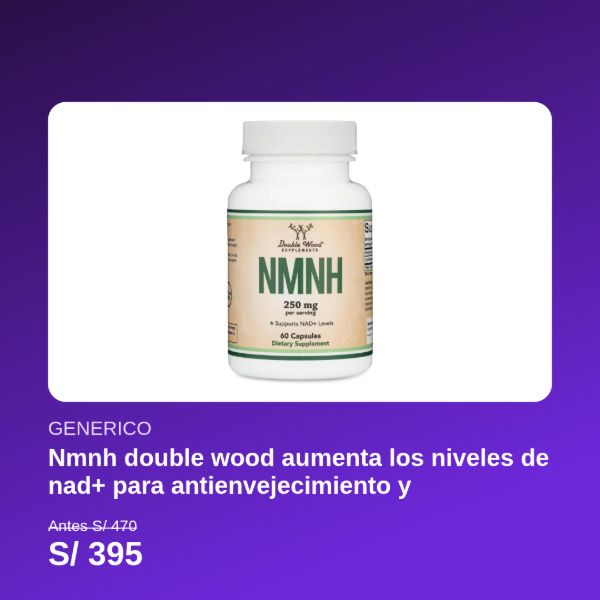 Double Wood
SUPPLEMENTS
NMNH
250 mg
per serving
★ Supports NAD+ Levels
60 Capsules
Dietary Supplement
GENERICO
Nmnh double wood aumenta los niveles de
nad+ para antienvejecimiento y
Antes S/ 470
S/ 395